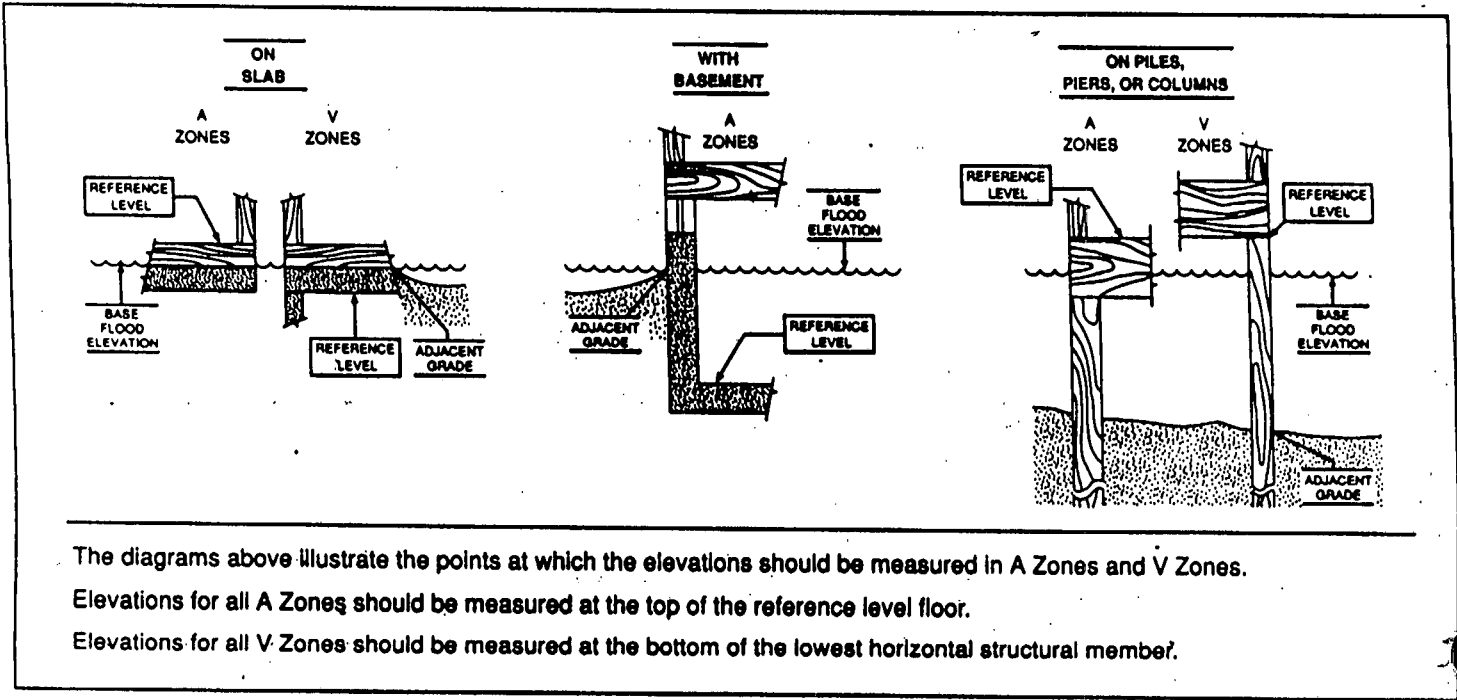 ON
SLAB
A
ZONES
V
ZONES
REFERENCE
LEVEL
BASE
FLOOD
ELEVATION
REFERENCE
LEVEL
ADJACENT
GRADE
WITH
BASEMENT
A
ZONES
BASE
FLOOD
ELEVATION
ADJACENT
GRADE
REFERENCE
LEVEL
ON PILES,
PIERS, OR COLUMNS
A
ZONES
V
ZONES
REFERENCE
LEVEL
REFERENCE
LEVEL
BASE
FLOOD
ELEVATION
ADJACENT
GRADE
The diagrams above illustrate the points at which the elevations should be measured in A Zones and V Zones.
Elevations for all A Zones should be measured at the top of the reference level floor.
Elevations for all V Zones should be measured at the bottom of the lowest horizontal structural member.